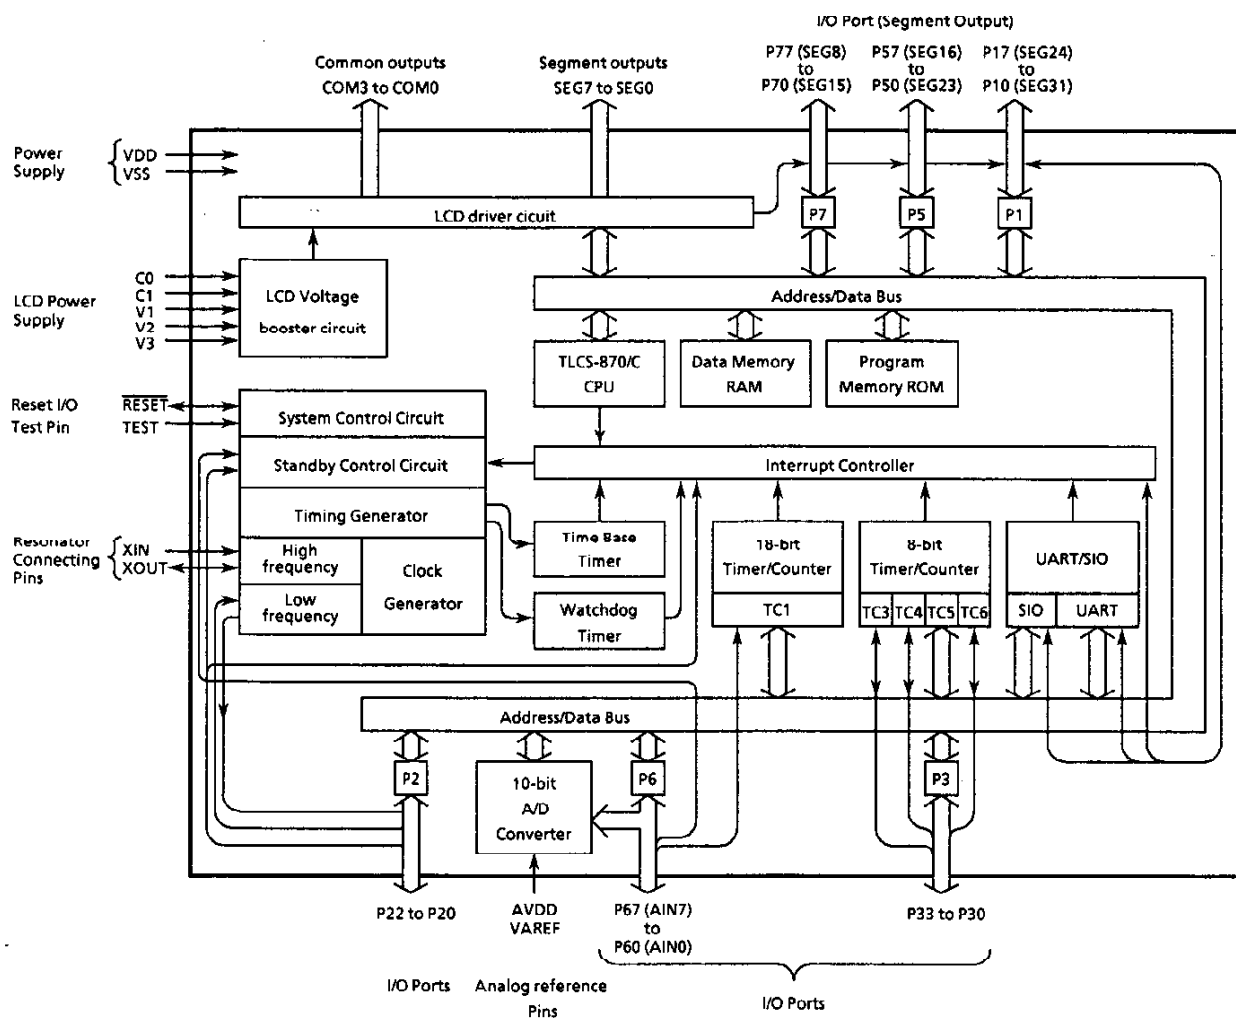 I/O Port (Segment Output)
Common outputs
COM3 to COM0
Segment outputs
SEG7 to SEG0
P77 (SEG8)
to
P70 (SEG15)
P57 (SEG16)
to
P50 (SEG23)
P17 (SEG24)
to
P10 (SEG31)
Power
Supply
VDD
VSS
LCD driver cicuit
P7
P5
P1
LCD Power
Supply
C0
C1
V1
V2
V3
LCD Voltage
booster circuit
Address/Data Bus
TLCS-870/C
CPU
Data Memory
RAM
Program
Memory ROM
Reset I/O
Test Pin
RESET
TEST
System Control Circuit
Standby Control Circuit
Interrupt Controller
Timing Generator
Resonator
Connecting
Pins
XIN
XOUT
High
frequency
Low
frequency
Clock
Generator
Time Base
Timer
Watchdog
Timer
18-bit
Timer/Counter
TC1
8-bit
Timer/Counter
TC3
TC4
TC5
TC6
UART/SIO
SIO
UART
Address/Data Bus
P2
10-bit
A/D
Converter
P6
P3
P22 to P20
AVDD
VAREF
P67 (AIN7)
to
P60 (AIN0)
P33 to P30
I/O Ports
Analog reference
Pins
I/O Ports